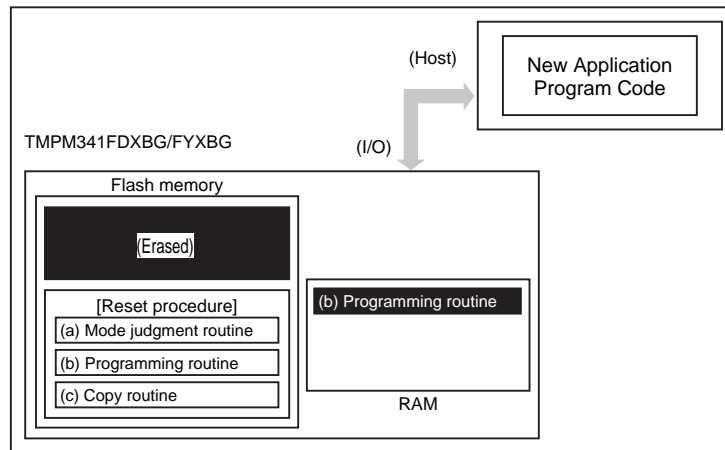 (Host)
New Application
Program Code
TMPM341FDXBG/FYXBG
(I/O)
Flash memory
(Erased)
[Reset procedure]
(a) Mode judgment routine
(b) Programming routine
(c) Copy routine
(b) Programming routine
RAM